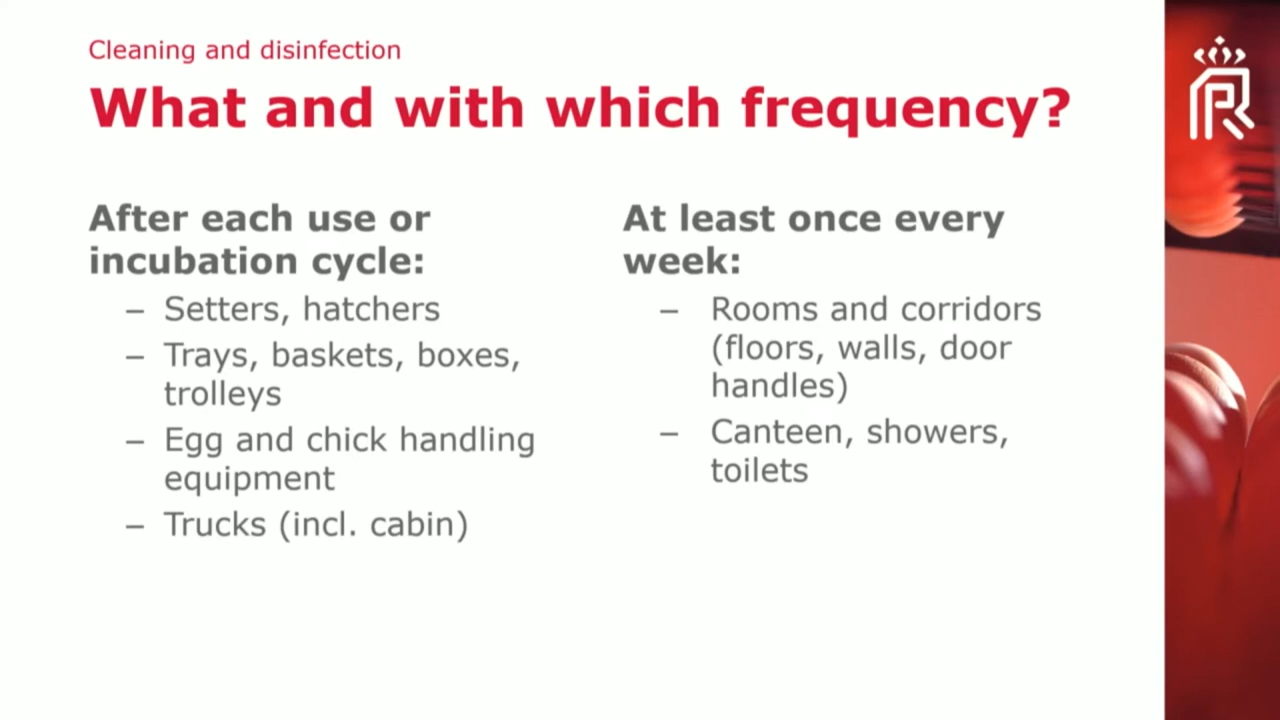 Cleaning and disinfection
What and with which frequency?
After each use or
incubation cycle:
– Setters, hatchers
– Trays, baskets, boxes,
trolleys
– Egg and chick handling
equipment
– Trucks (incl. cabin)
At least once every
week:
– Rooms and corridors
(floors, walls, door
handles)
– Canteen, showers,
toilets